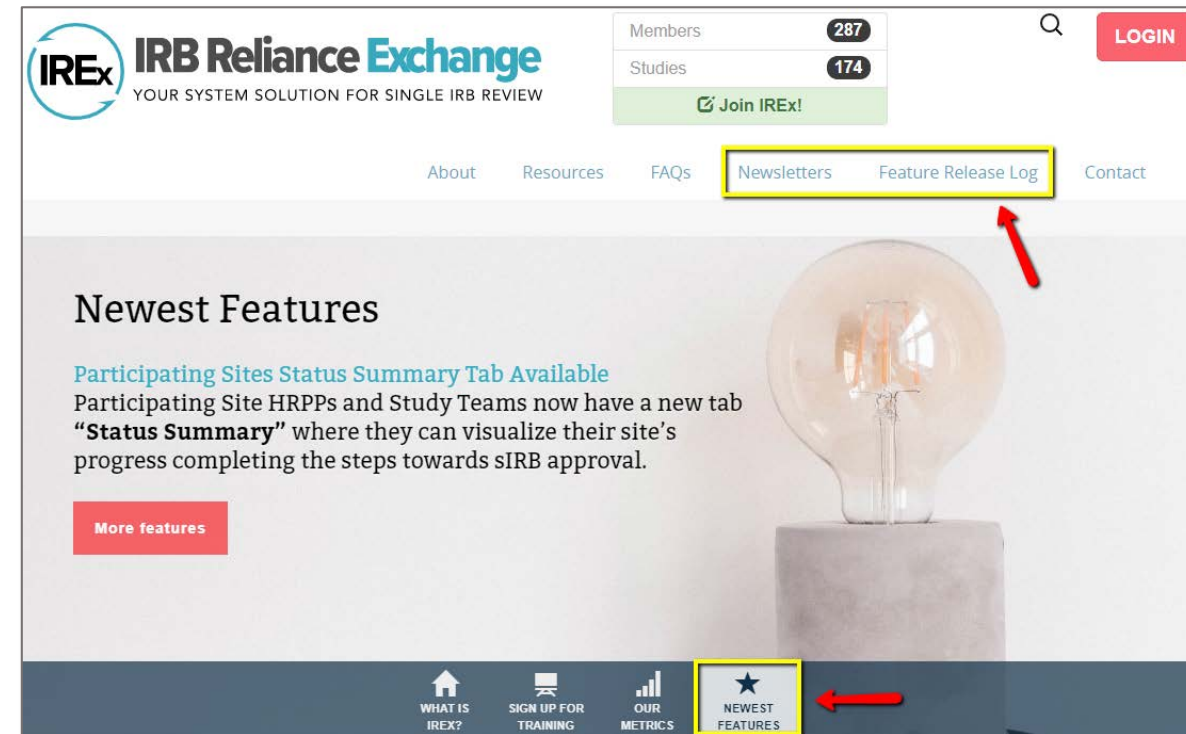 IREx
IRB Reliance Exchange
YOUR SYSTEM SOLUTION FOR SINGLE IRB REVIEW
Members 287
Studies 174
Join IREx!
LOGIN
About Resources FAQs Newsletters Feature Release Log Contact
Newest Features
Participating Sites Status Summary Tab Available
Participating Site HRPPs and Study Teams now have a new tab
“Status Summary” where they can visualize their site’s
progress completing the steps towards sIRB approval.
More features
WHAT IS
IREX?
SIGN UP FOR
TRAINING
OUR
METRICS
NEWEST
FEATURES